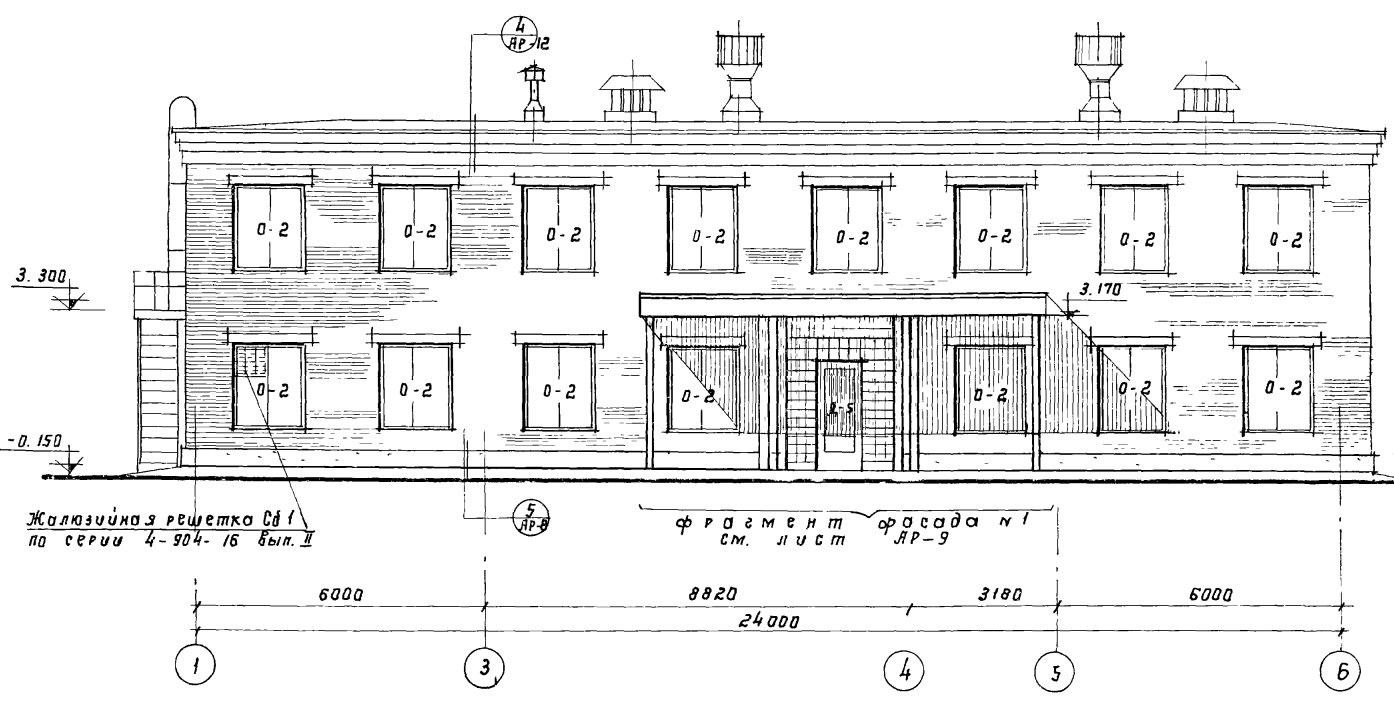 4
АР-12
О-2 О-2 О-2 О-2 О-2 О-2 О-2 О-2
3.300
3.170
О-2 О-2 О-2 О-2 О-2 О-2 О-2
-0.150
Жалюзийная решетка Сб1
по серии 4-904-16 Вып. II
5
АР-8
фрагмент фасада №1
см. лист АР-9
6000 8820 3180 6000
24000
1 3 4 5 6